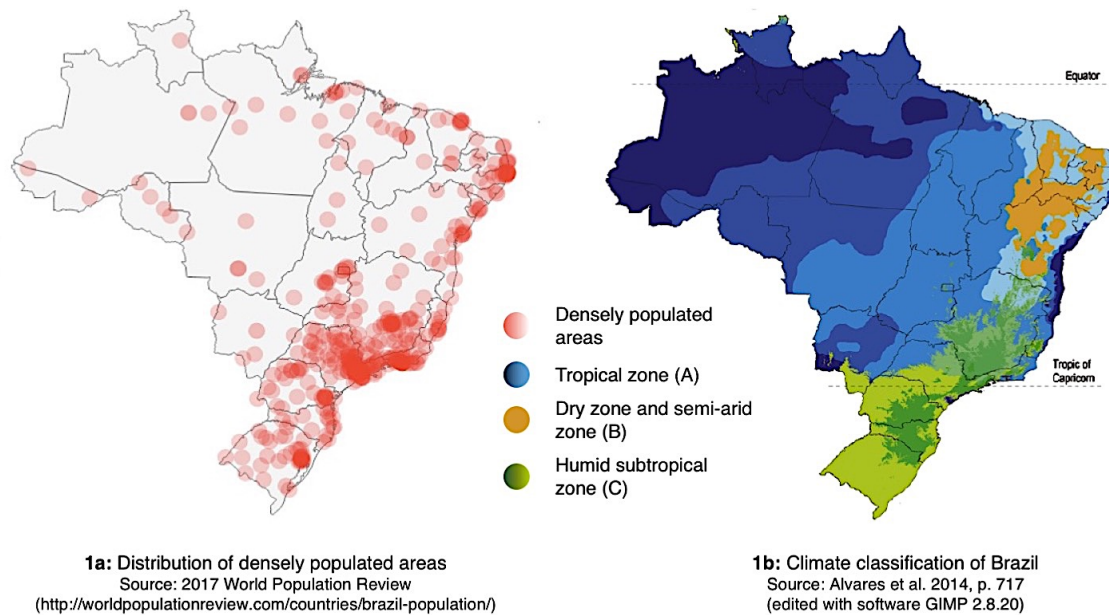 Equator
Tropic of
Capricorn
Densely populated
areas
Tropical zone (A)
Dry zone and semi-arid
zone (B)
Humid subtropical
zone (C)
1a: Distribution of densely populated areas
Source: 2017 World Population Review
(http://worldpopulationreview.com/countries/brazil-population/)
1b: Climate classification of Brazil
Source: Alvares et al. 2014, p. 717
(edited with software GIMP 2.8.20)